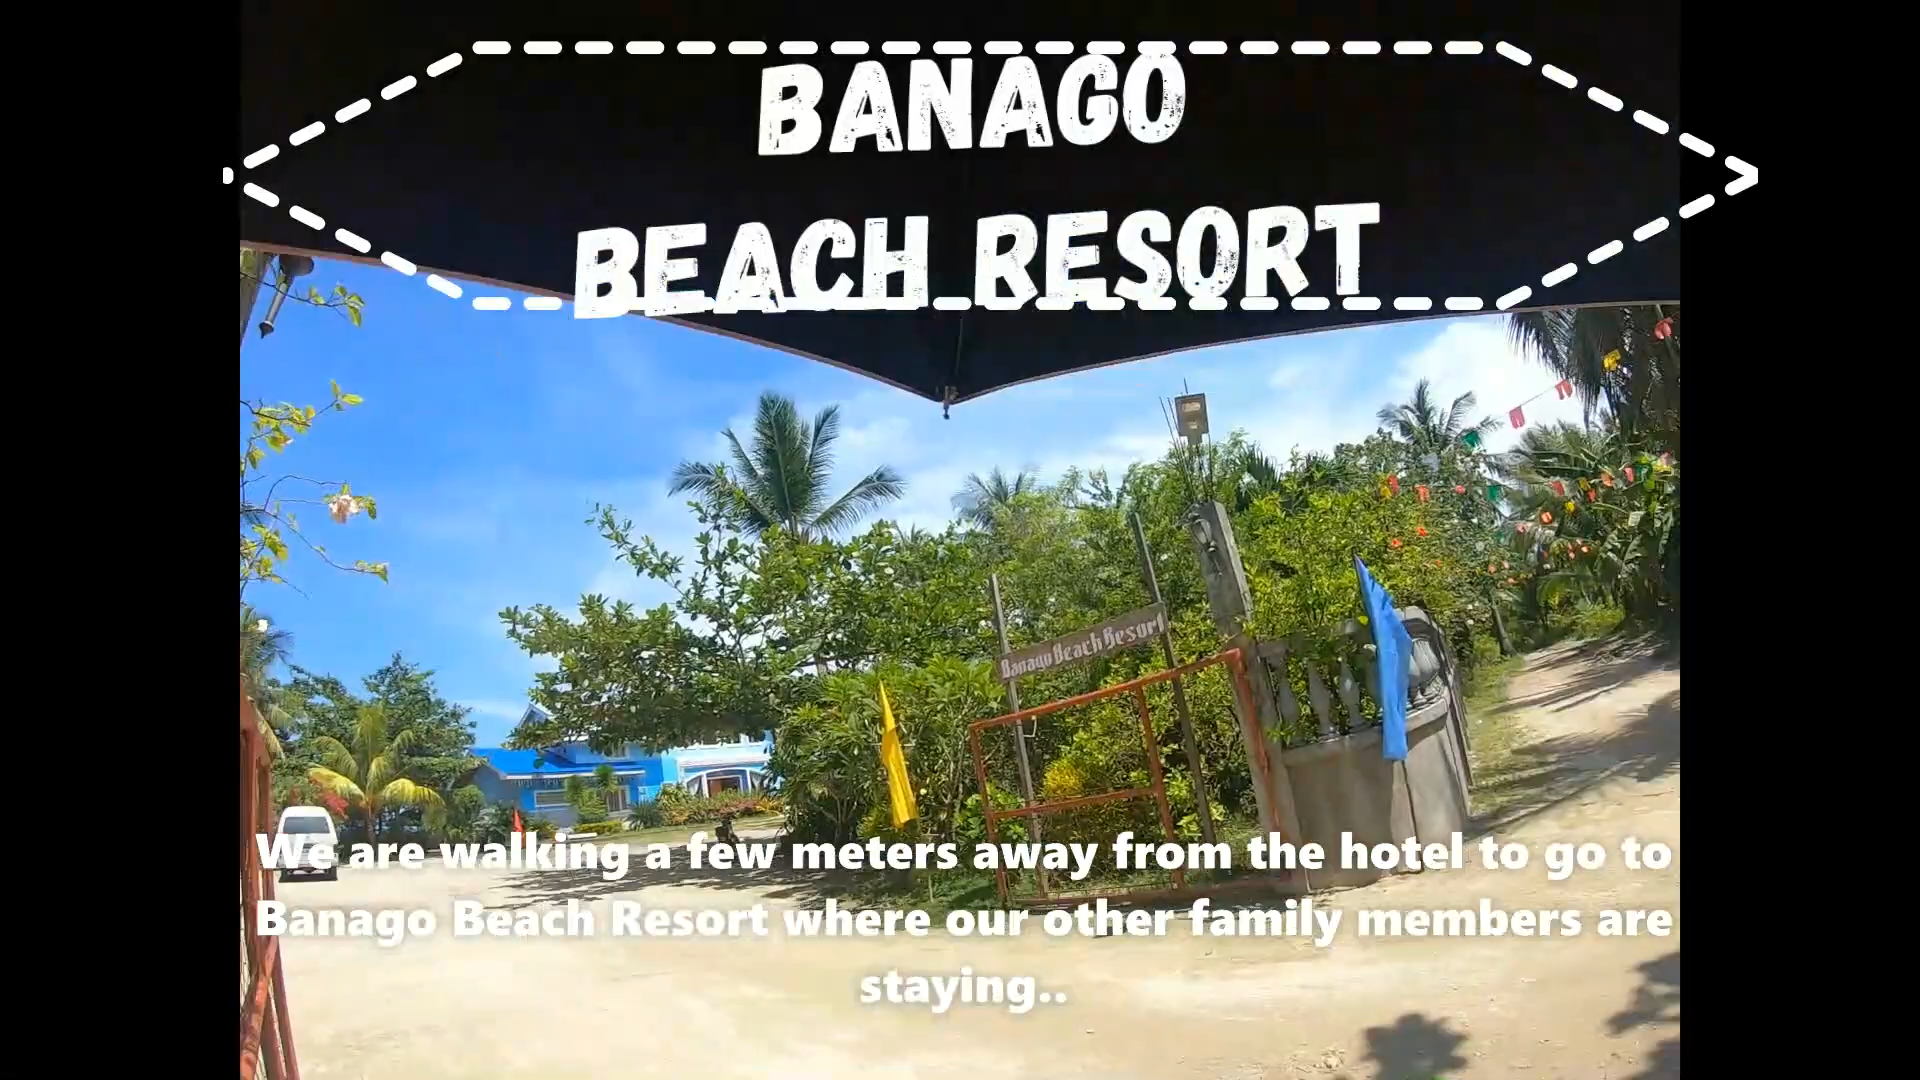 BANAGO
BEACH RESORT
Banago Beach Resort
We are walking a few meters away from the hotel to go to
Banago Beach Resort where our other family members are
staying..